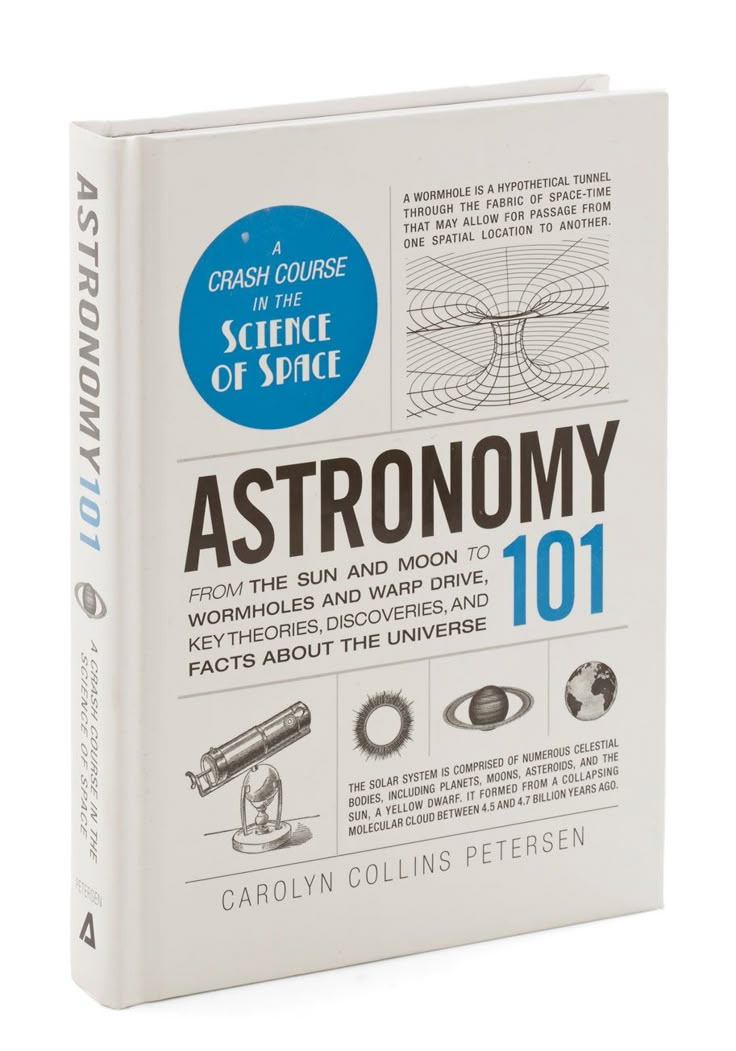 ASTRONOMY 101
A CRASH COURSE IN THE
SCIENCE OF SPACE
PETERSEN
A
CRASH COURSE
IN THE
SCIENCE
OF SPACE
A WORMHOLE IS A HYPOTHETICAL TUNNEL
THROUGH THE FABRIC OF SPACE-TIME
THAT MAY ALLOW FOR PASSAGE FROM
ONE SPATIAL LOCATION TO ANOTHER.
ASTRONOMY
101
FROM THE SUN AND MOON TO
WORMHOLES AND WARP DRIVE,
KEY THEORIES, DISCOVERIES, AND
FACTS ABOUT THE UNIVERSE
THE SOLAR SYSTEM IS COMPRISED OF NUMEROUS CELESTIAL
BODIES, INCLUDING PLANETS, MOONS, ASTEROIDS, AND THE
SUN, A YELLOW DWARF. IT FORMED FROM A COLLAPSING
MOLECULAR CLOUD BETWEEN 4.5 AND 4.7 BILLION YEARS AGO.
CAROLYN COLLINS PETERSEN